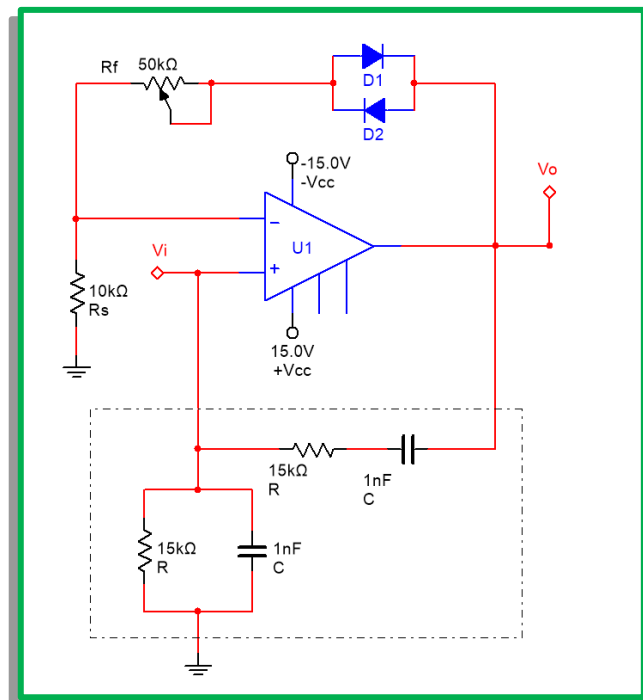 Rf 50kΩ
D1
D2
Vo
-15.0V
-Vcc
U1
Vi
−
+
10kΩ
Rs
15.0V
+Vcc
15kΩ
R
1nF
C
15kΩ
R
1nF
C